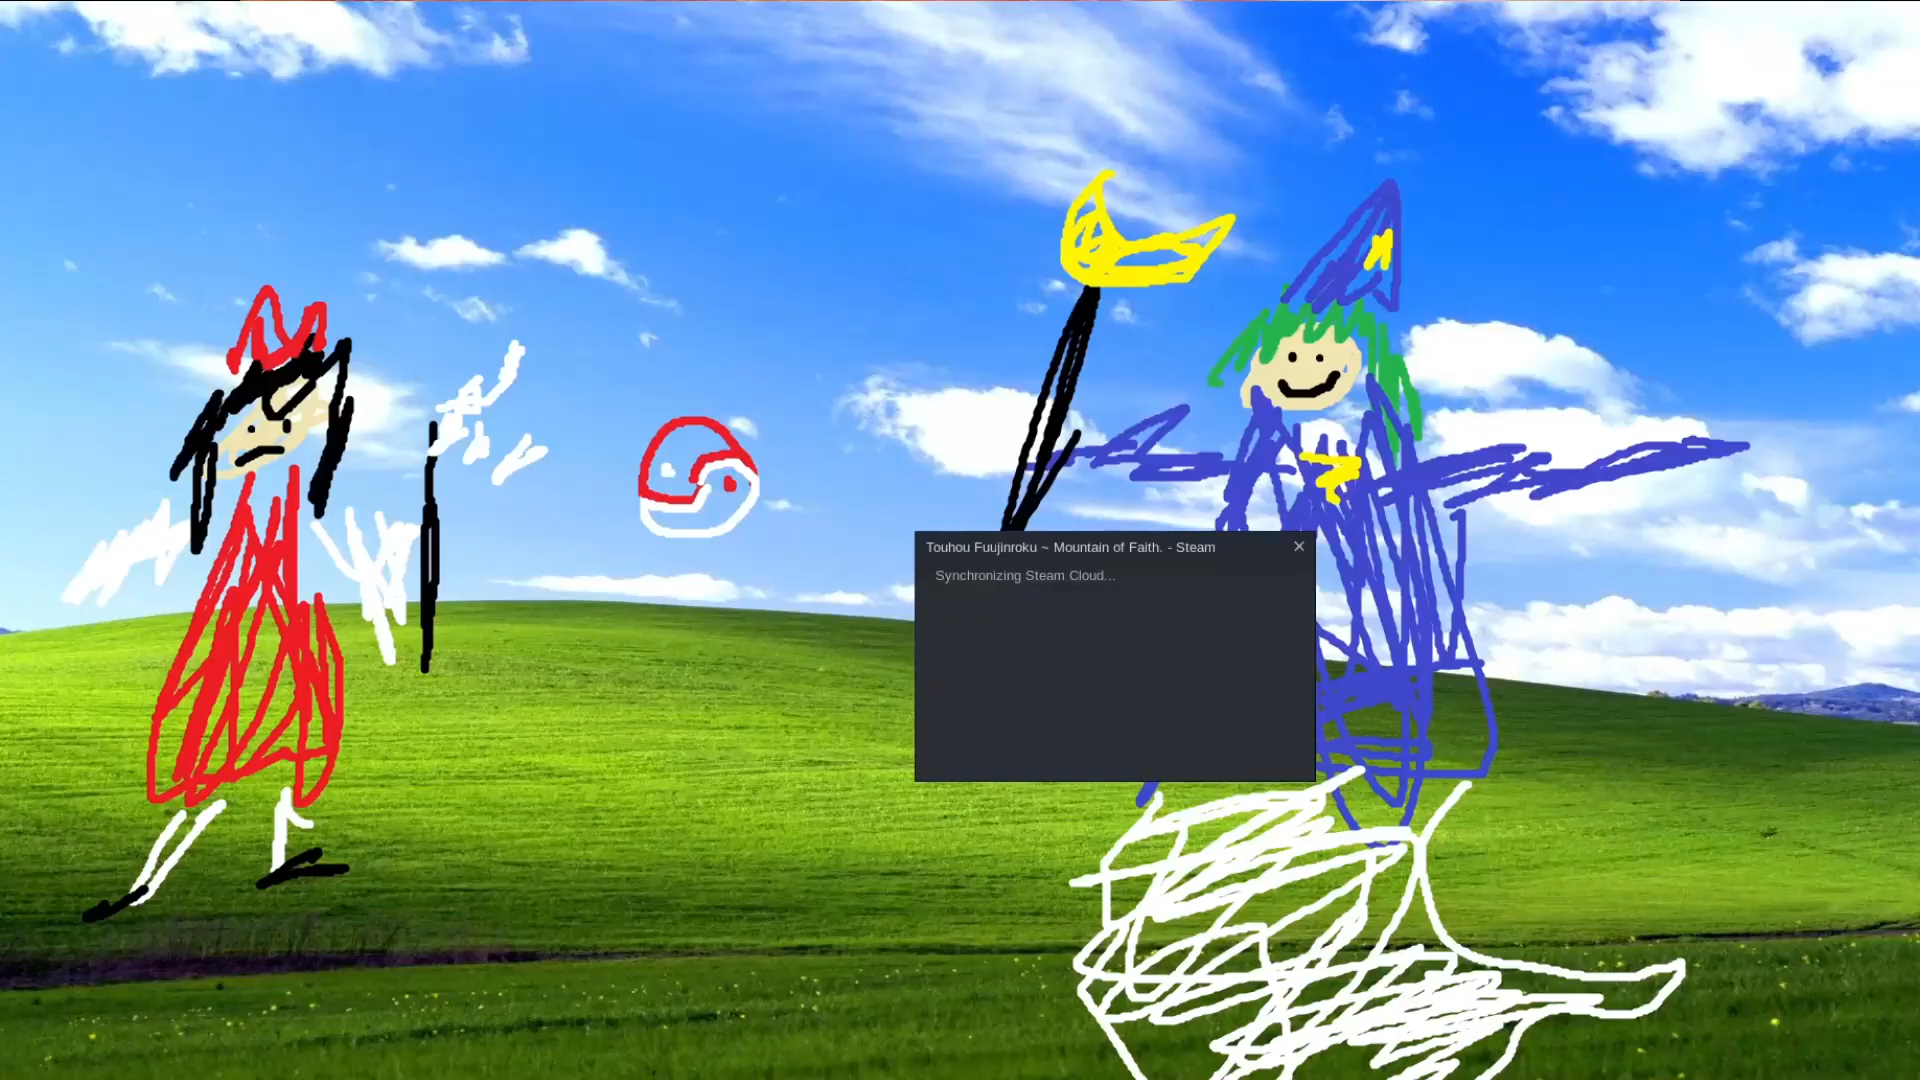 Touhou Fuujinroku ~ Mountain of Faith. - Steam
Synchronizing Steam Cloud...